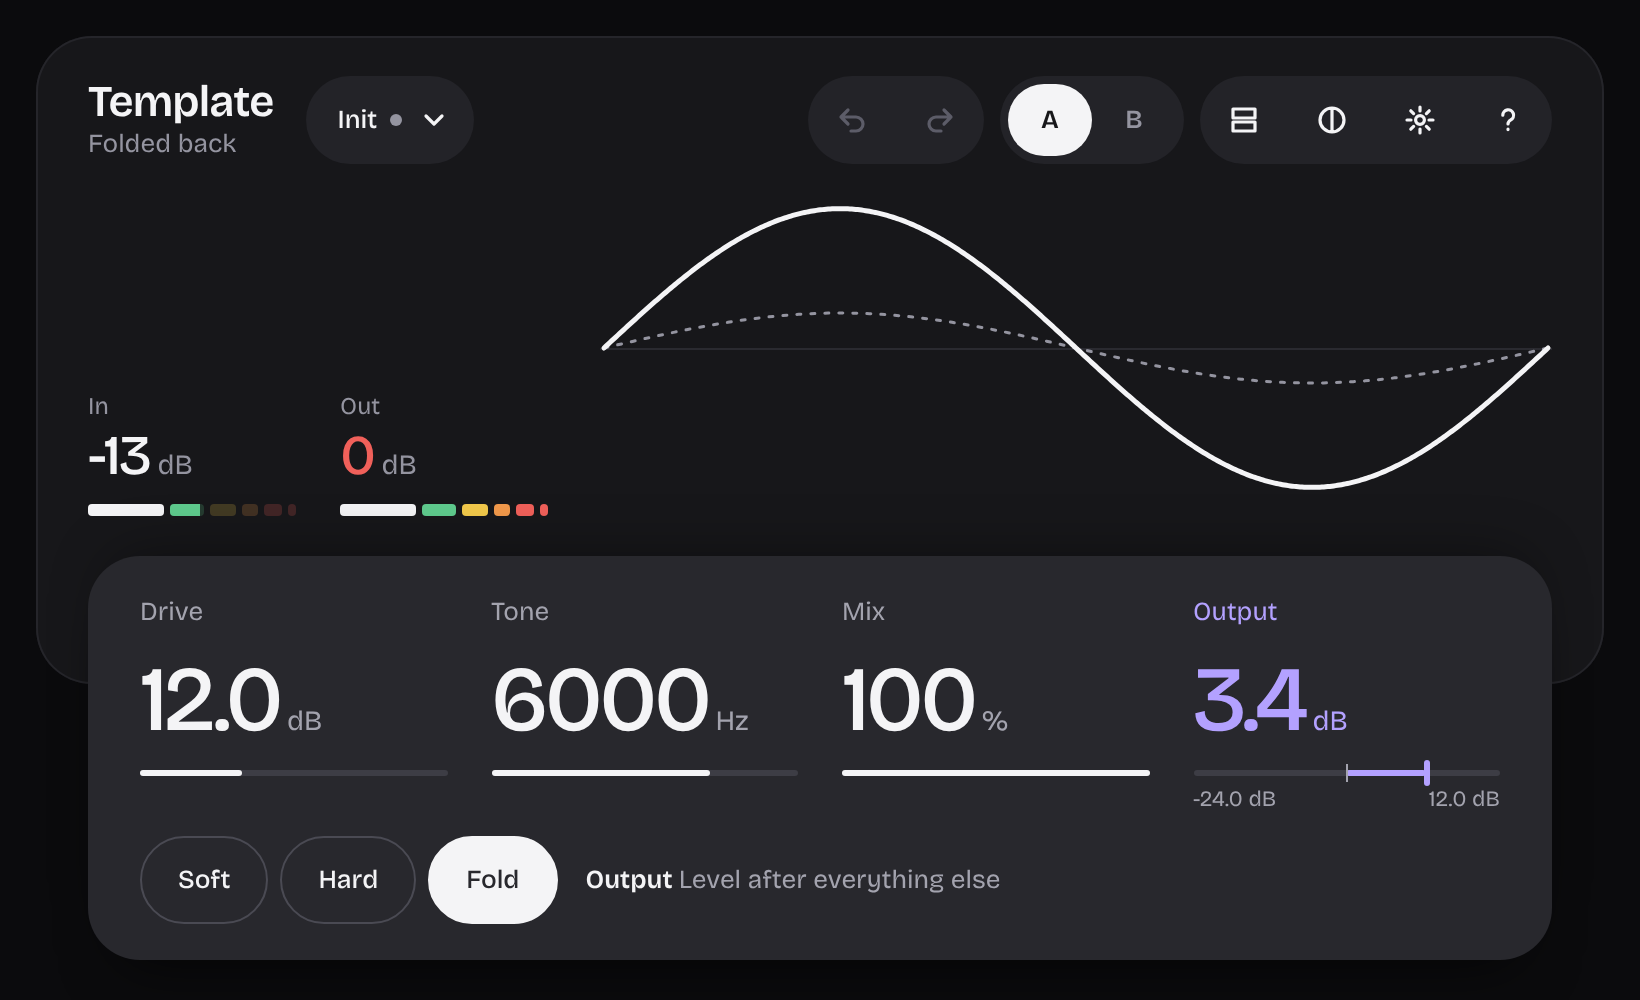 Template
Folded back
Init
A
B
?
In
-13 dB
Out
0 dB
Drive
12.0 dB
Tone
6000 Hz
Mix
100 %
Output
3.4 dB
-24.0 dB
12.0 dB
Soft
Hard
Fold
Output Level after everything else